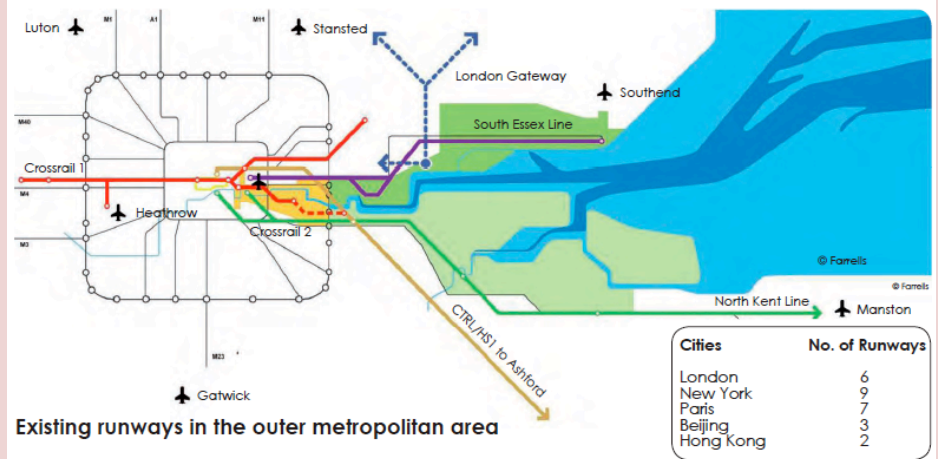 M1
A1
M11
Luton
Stansted
London Gateway
Southend
M40
South Essex Line
Crossrail 1
M4
Heathrow
Crossrail 2
M3
© Farrells
© Farrells
North Kent Line
Manston
CTRL/HS1 to Ashford
M23
Gatwick
Cities No. of Runways
London 6
New York 9
Paris 7
Beijing 3
Hong Kong 2
Existing runways in the outer metropolitan area